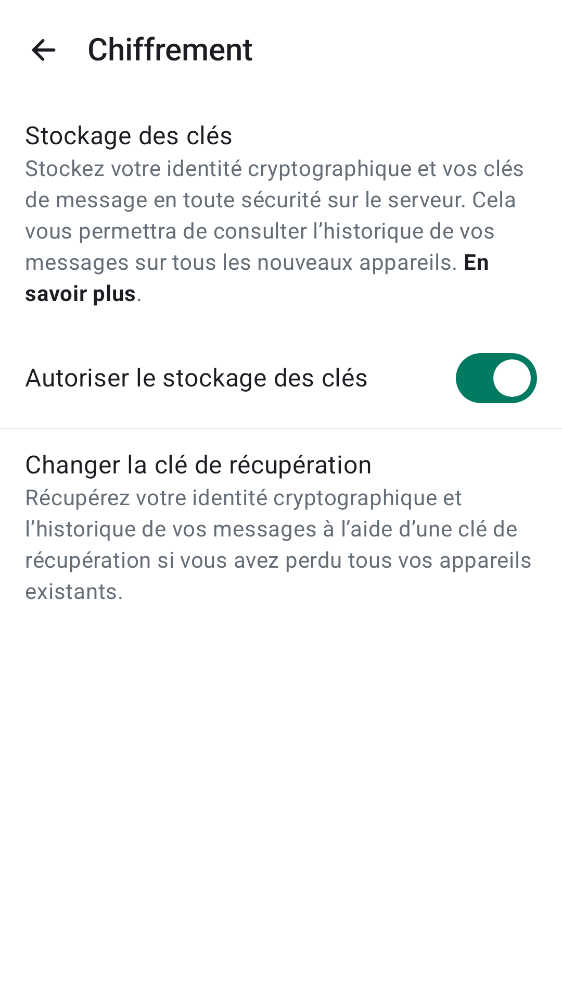 Chiffrement
Stockage des clés
Stockez votre identité cryptographique et vos clés
de message en toute sécurité sur le serveur. Cela
vous permettra de consulter l’historique de vos
messages sur tous les nouveaux appareils. En
savoir plus.
Autoriser le stockage des clés
Changer la clé de récupération
Récupérez votre identité cryptographique et
l’historique de vos messages à l’aide d’une clé de
récupération si vous avez perdu tous vos appareils
existants.